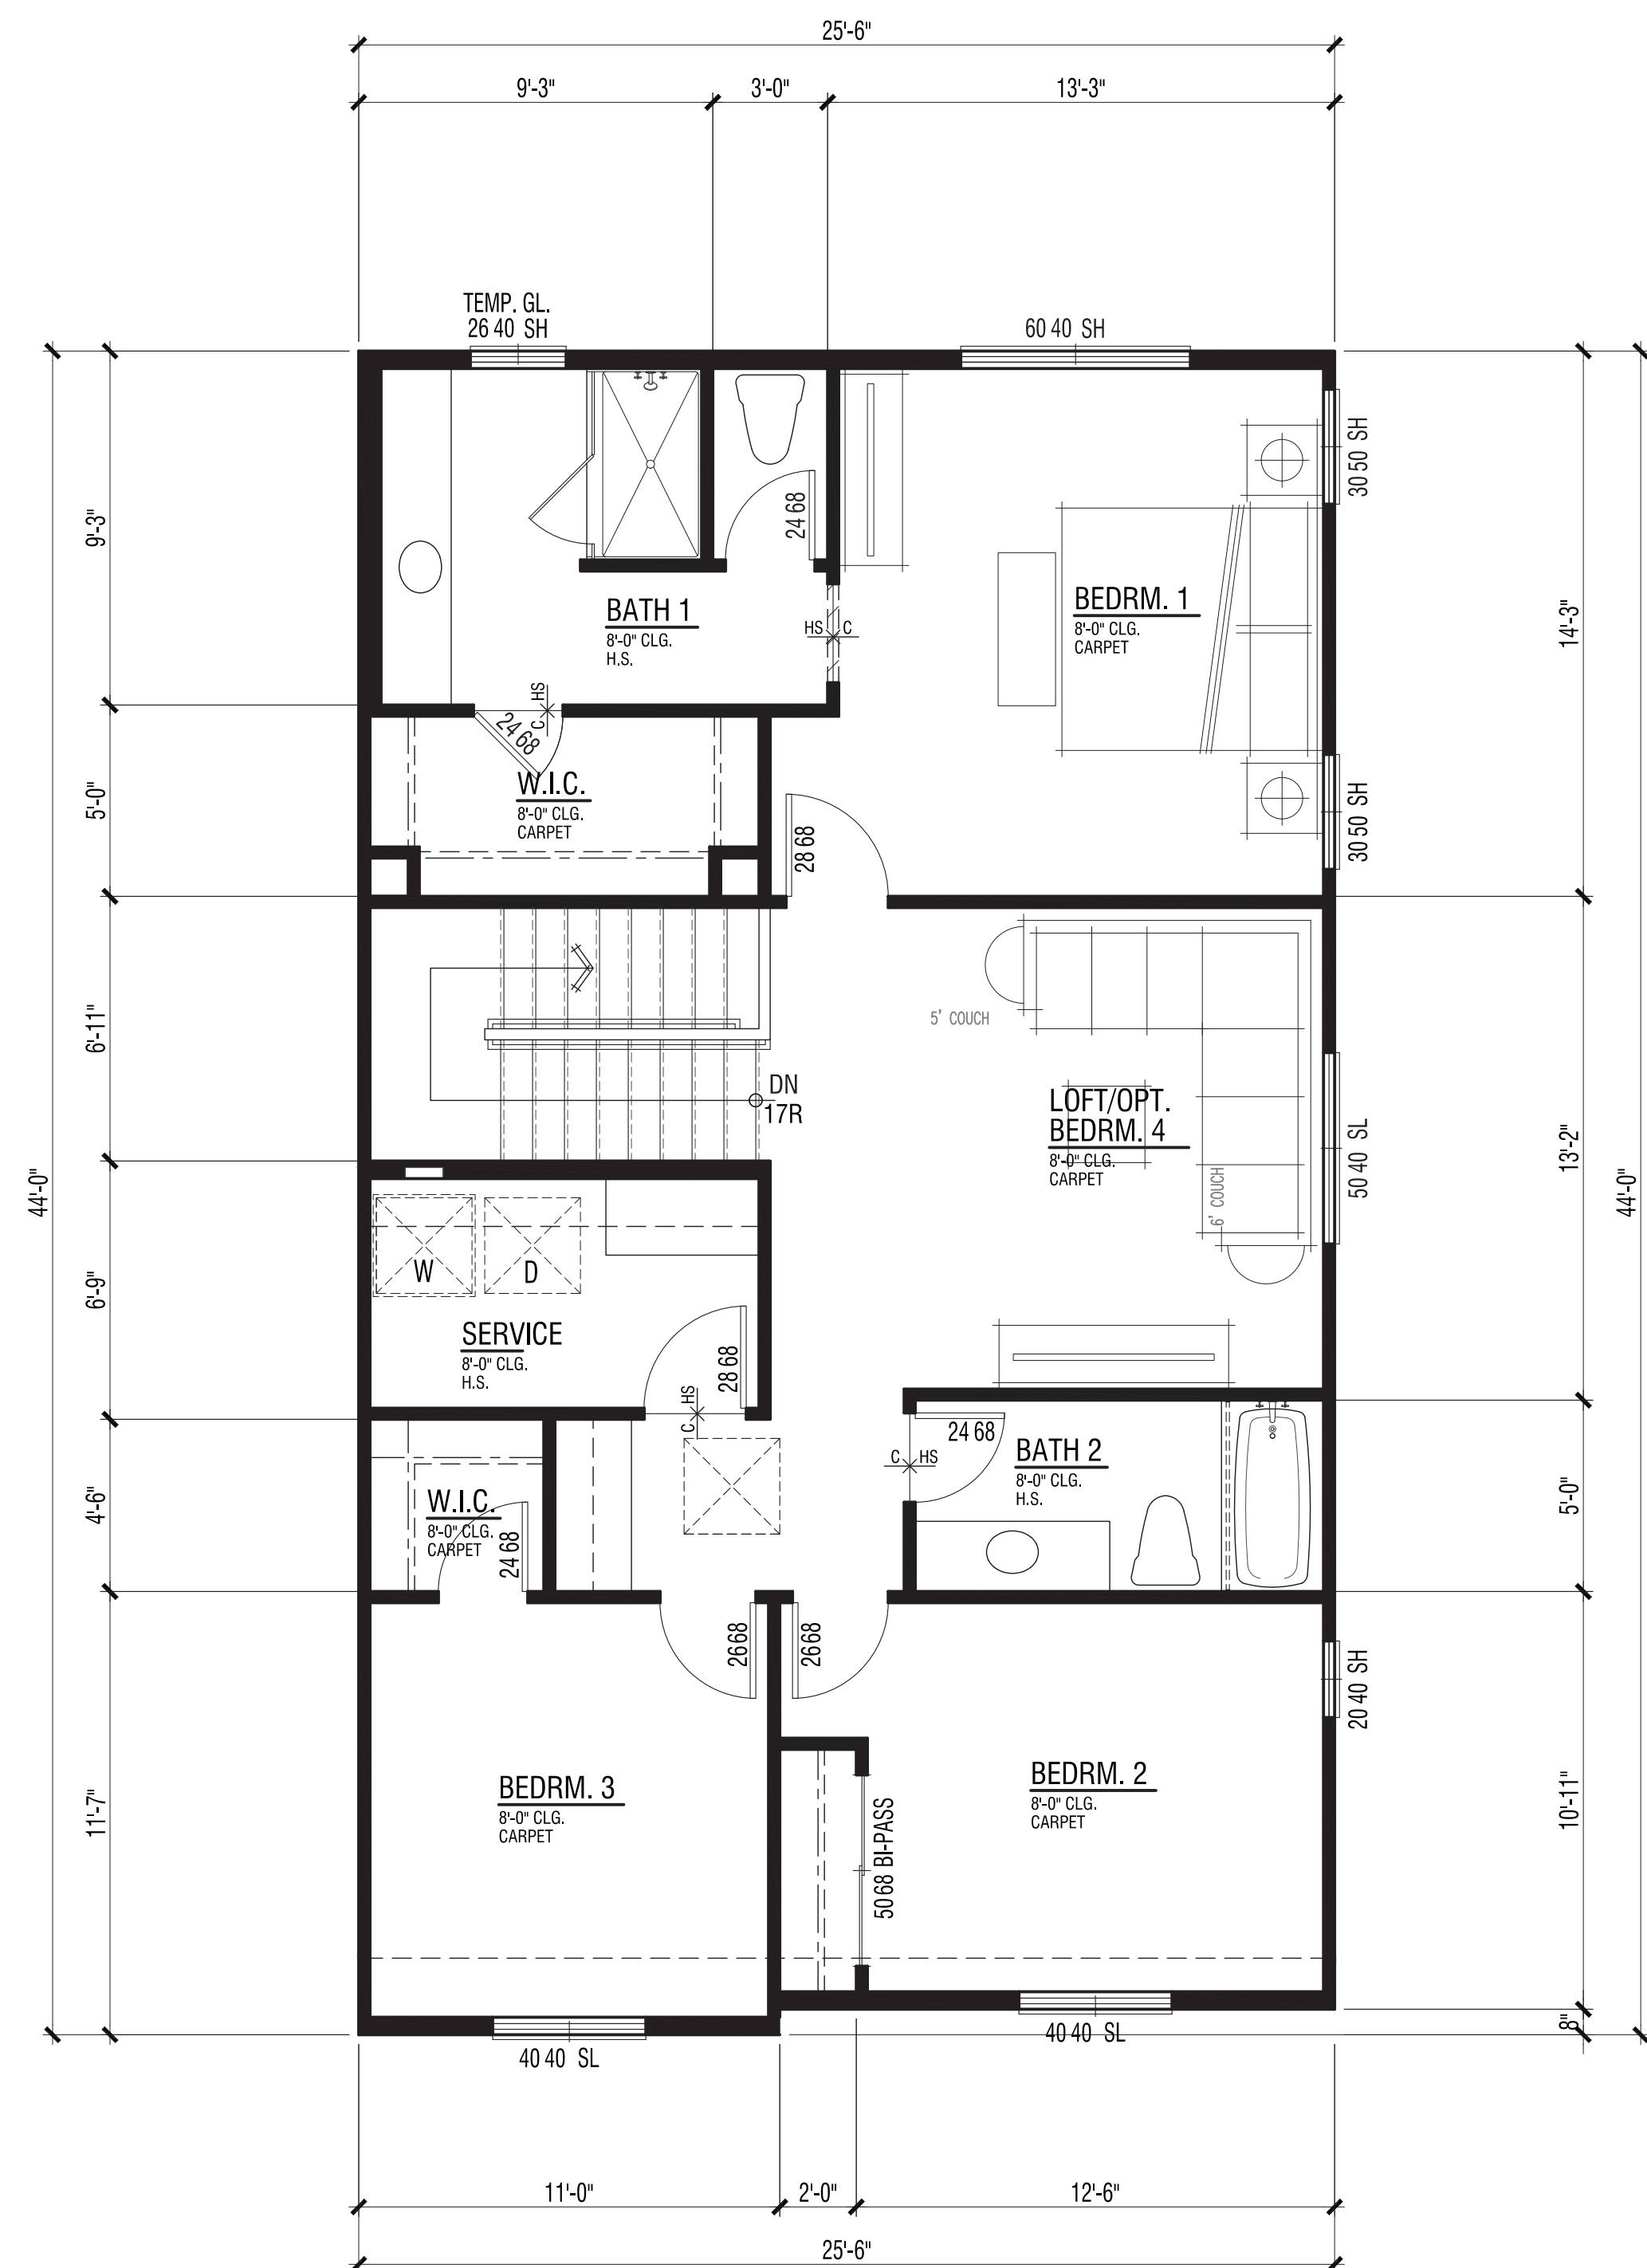 25'-6"
9'-3"
3'-0"
13'-3"
TEMP. GL.
26 40 SH
60 40 SH
30 50 SH
24 68
BATH 1
8'-0" CLG.
H.S.
HS C
BEDRM. 1
8'-0" CLG.
CARPET
9'-3"
14'-3"
HS
C
24 68
W.I.C.
8'-0" CLG.
CARPET
28 68
30 50 SH
5'-0"
6'-11"
5' COUCH
DN
17R
LOFT/OPT.
BEDRM. 4
8'-0" CLG.
CARPET
50 40 SL
13'-2"
44'-0"
44'-0"
6' COUCH
W
D
6'-9"
SERVICE
8'-0" CLG.
H.S.
28 68
HS
C
24 68
C HS
BATH 2
8'-0" CLG.
H.S.
5'-0"
4'-6"
W.I.C.
8'-0" CLG.
CARPET
24 68
2668
2668
20 40 SH
BEDRM. 3
8'-0" CLG.
CARPET
BEDRM. 2
8'-0" CLG.
CARPET
5068 BI-PASS
11'-7"
10'-11"
8"
40 40 SL
40 40 SL
11'-0"
2'-0"
12'-6"
25'-6"